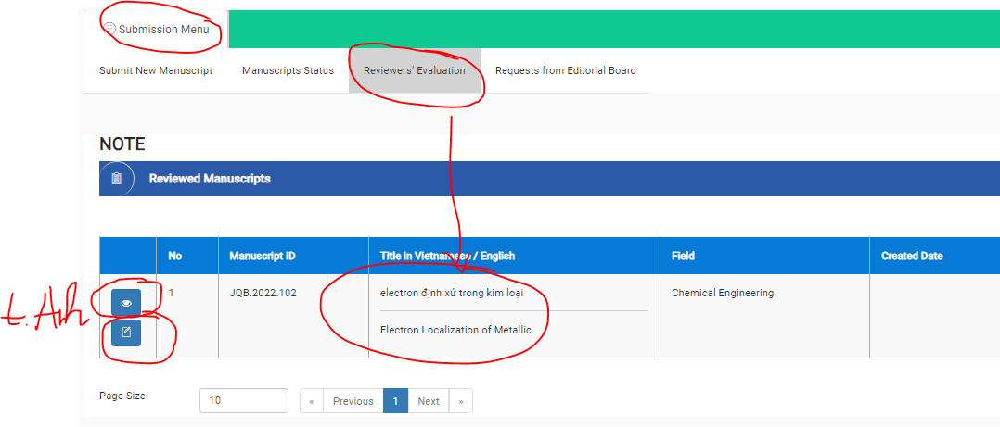 Submission Menu
Submit New Manuscript Manuscripts Status Reviewers' Evaluation Requests from Editorial Board
NOTE
Reviewed Manuscripts
No Manuscript ID Title in Vietnamese / English Field Created Date
1 JQB.2022.102 electron định xứ trong kim loại Chemical Engineering
Electron Localization of Metallic
Page Size: 10 « Previous 1 Next »